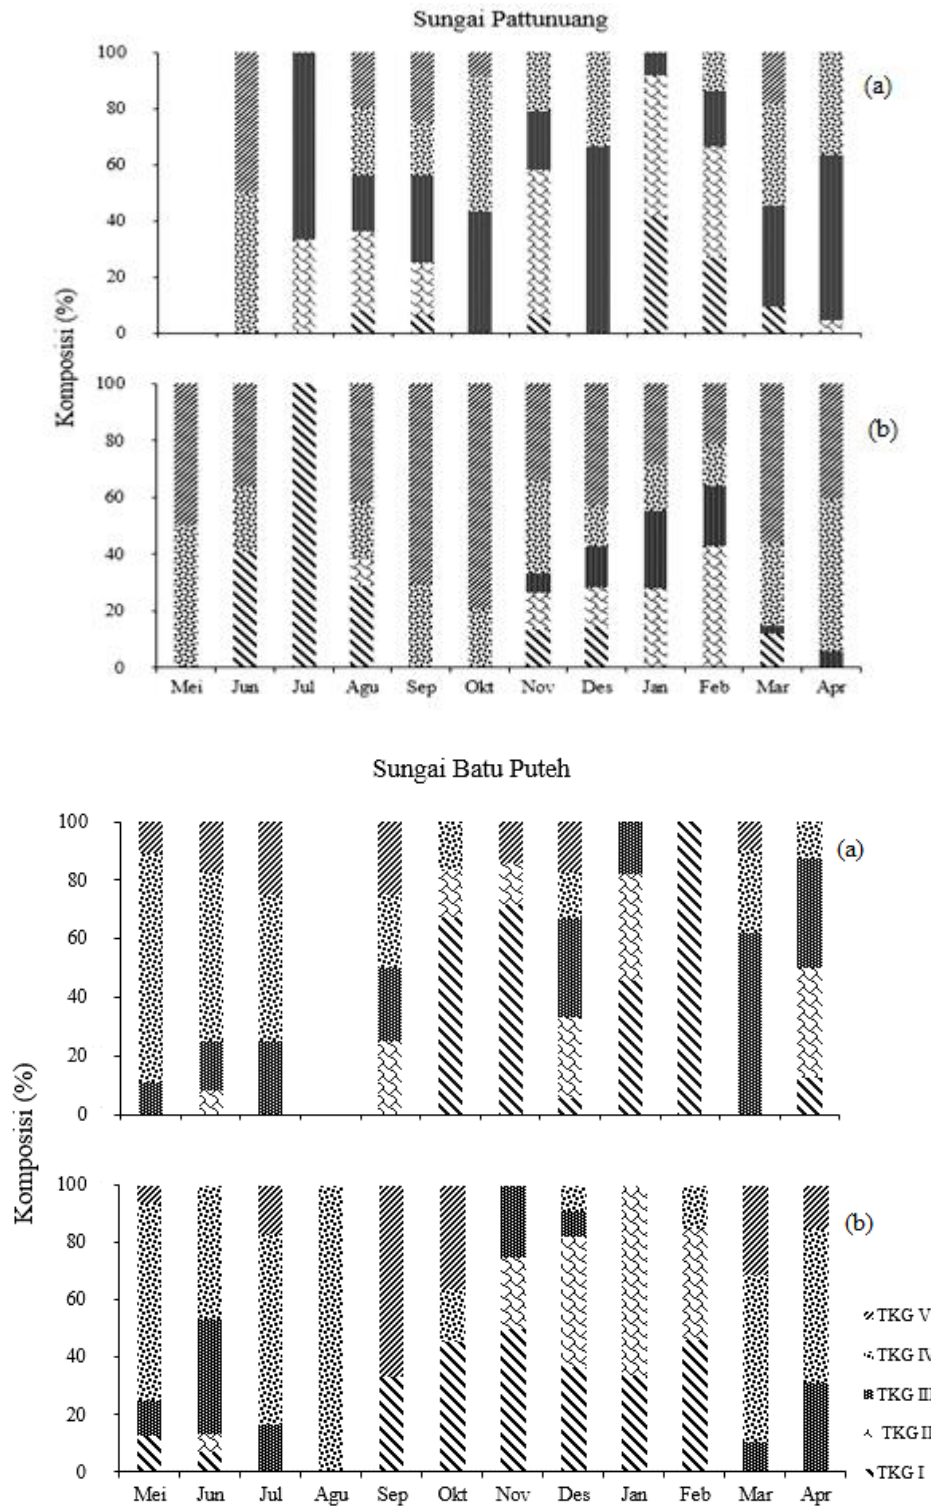 Sungai Pattunuang
100
80
60
40
20
0
(a)
Komposisi (%)
100
80
60
40
20
0
(b)
Mei Jun Jul Agu Sep Okt Nov Des Jan Feb Mar Apr
Sungai Batu Puteh
100
80
60
40
20
0
(a)
Komposisi (%)
100
80
60
40
20
0
(b)
TKG V
TKG IV
TKG III
TKG II
TKG I
Mei Jun Jul Agu Sep Okt Nov Des Jan Feb Mar Apr